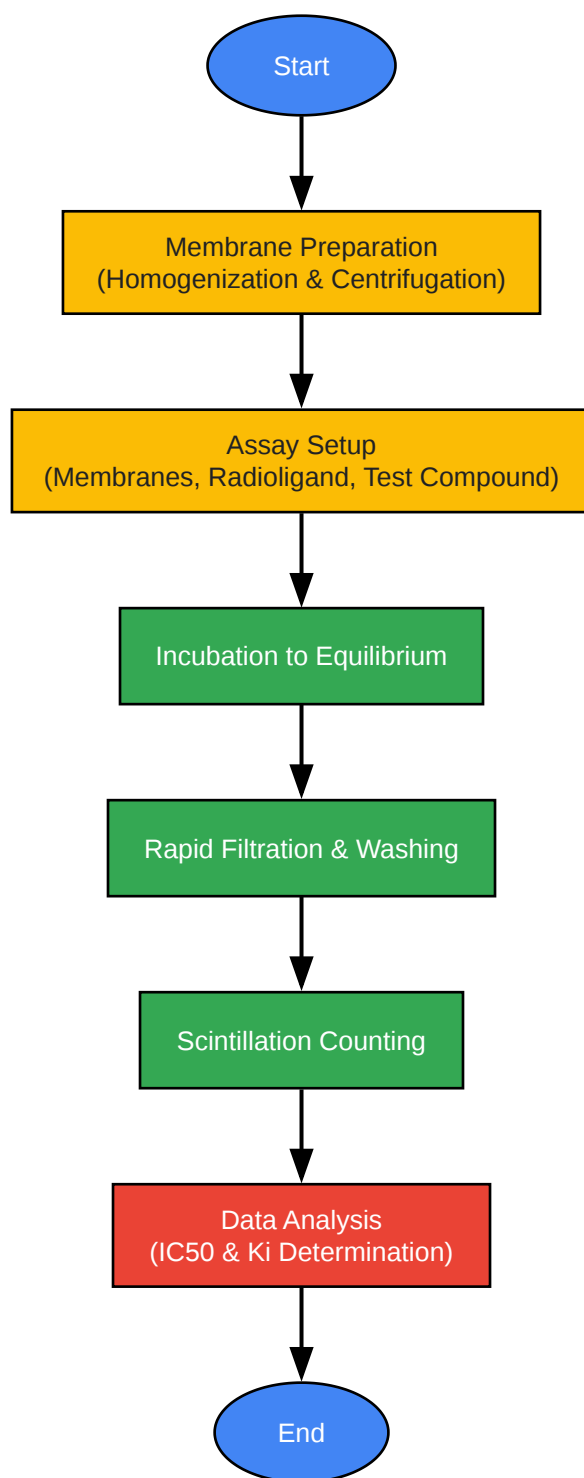 Start
Membrane Preparation
(Homogenization & Centrifugation)
Assay Setup
(Membranes, Radioligand, Test Compound)
Incubation to Equilibrium
Rapid Filtration & Washing
Scintillation Counting
Data Analysis
(IC50 & Ki Determination)
End